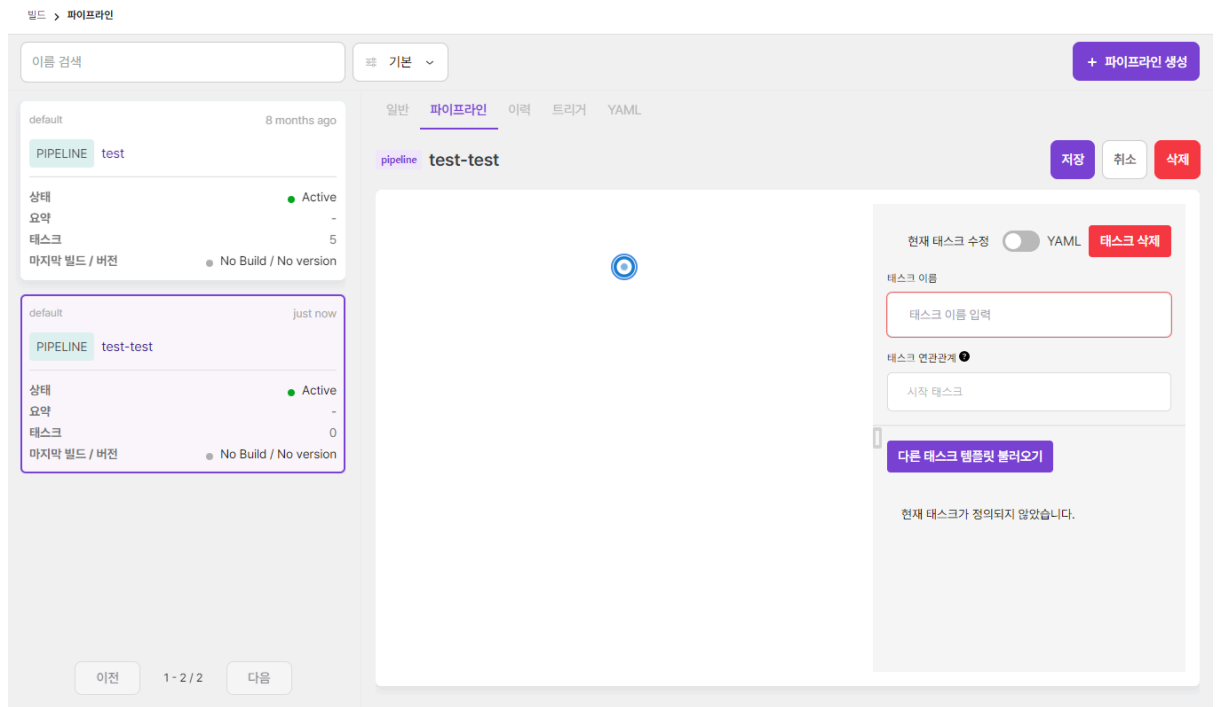 빌드 > 파이프라인
이름 검색
기본
+ 파이프라인 생성
default 8 months ago
PIPELINE test
상태 Active
요약 -
태스크 5
마지막 빌드 / 버전 No Build / No version
default just now
PIPELINE test-test
상태 Active
요약 -
태스크 0
마지막 빌드 / 버전 No Build / No version
이전 1 - 2 / 2 다음
일반 파이프라인 이력 트리거 YAML
pipeline test-test
저장 취소 삭제
현재 태스크 수정 YAML 태스크 삭제
태스크 이름
태스크 이름 입력
태스크 연관관계 ?
시작 태스크
다른 태스크 템플릿 불러오기
현재 태스크가 정의되지 않았습니다.